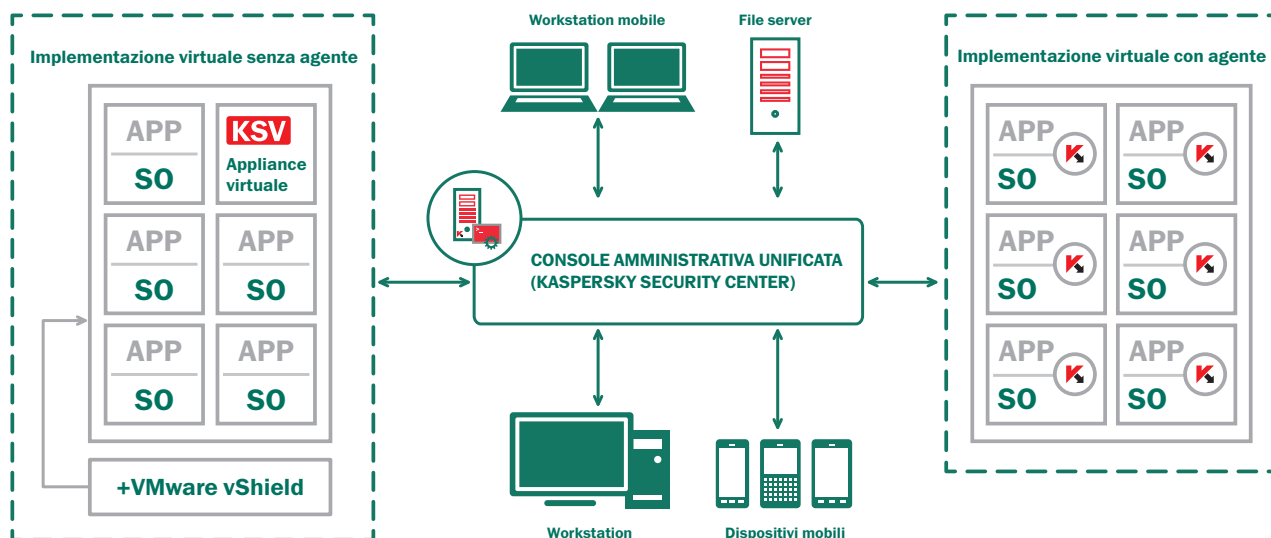 Implementazione virtuale senza agente
APP
SO
KSV
Appliance
virtuale
APP
SO
APP
SO
APP
SO
APP
SO
+VMware vShield
Workstation mobile
File server
CONSOLE AMMINISTRATIVA UNIFICATA
(KASPERSKY SECURITY CENTER)
Workstation
Dispositivi mobili
Implementazione virtuale con agente
APP
K
SO
APP
K
SO
APP
K
SO
APP
K
SO
APP
K
SO
APP
K
SO